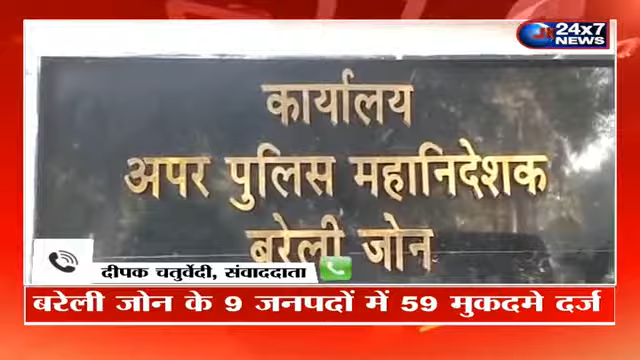 24x7
NEWS
कार्यालय
अपर पुलिस महानिदेशक
बरेली जोन
दीपक चतुर्वेदी, संवाददाता
बरेली जोन के 9 जनपदों में 59 मुकदमे दर्ज